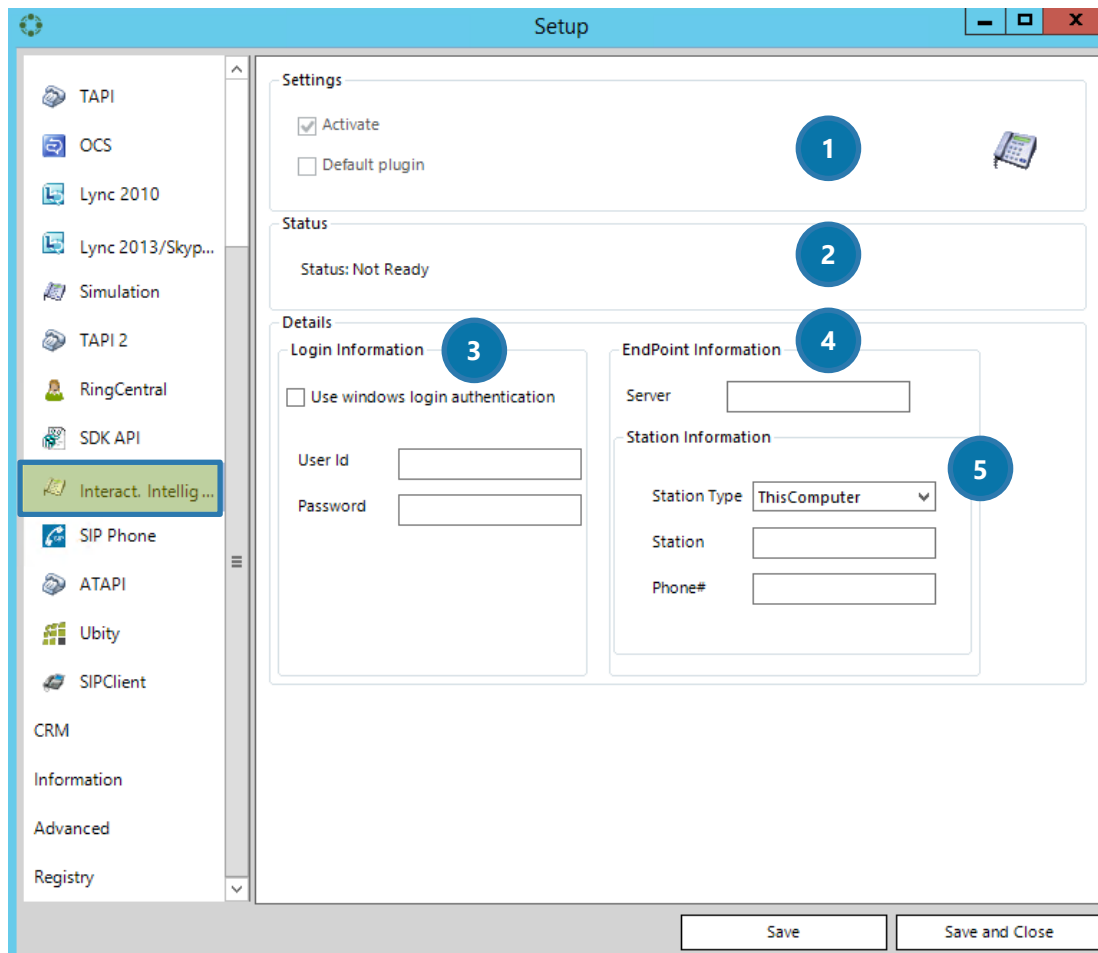 Setup
TAPI
OCS
Lync 2010
Lync 2013/Skyp...
Simulation
TAPI 2
RingCentral
SDK API
Interact. Intellig ...
SIP Phone
ATAPI
Ubity
SIPClient
CRM
Information
Advanced
Registry
Settings
Activate
Default plugin
1
Status
Status: Not Ready
2
Details
Login Information
3
Use windows login authentication
User Id
Password
EndPoint Information
4
Server
Station Information
5
Station Type ThisComputer
Station
Phone#
Save
Save and Close